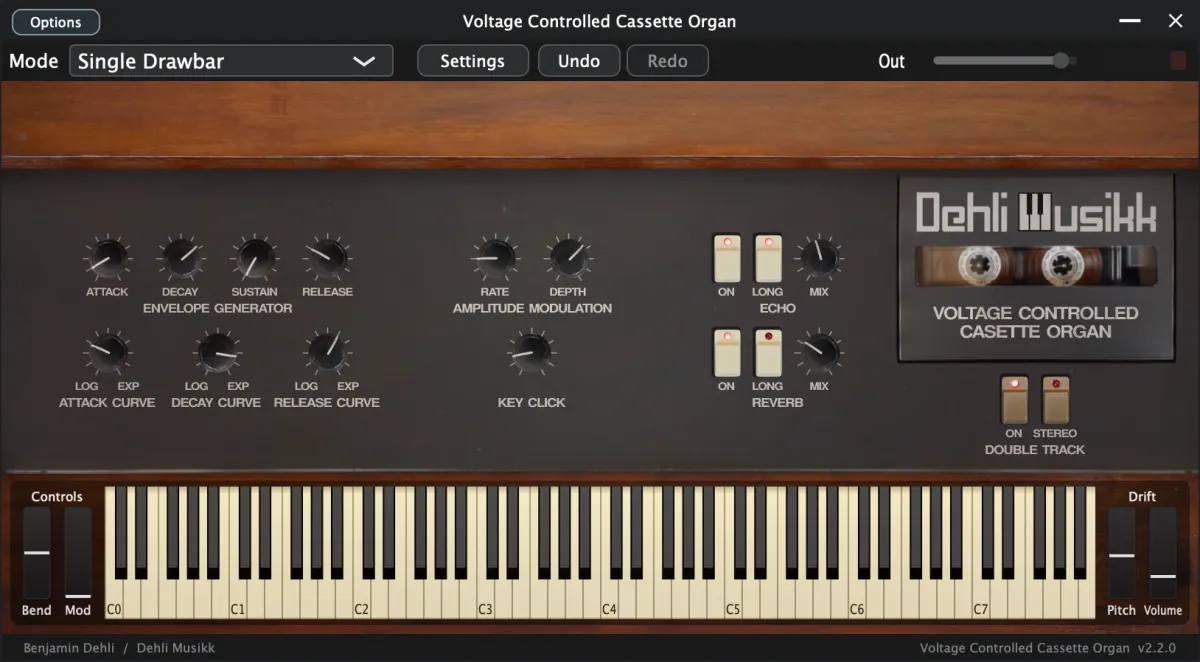 Options
Voltage Controlled Cassette Organ
Mode Single Drawbar Settings Undo Redo Out
Dehli Musikk
VOLTAGE CONTROLLED
CASETTE ORGAN
ATTACK DECAY SUSTAIN RELEASE
ENVELOPE GENERATOR
LOG EXP LOG EXP LOG EXP
ATTACK CURVE DECAY CURVE RELEASE CURVE
RATE DEPTH
AMPLITUDE MODULATION
KEY CLICK
ON LONG MIX
ECHO
ON LONG MIX
REVERB
ON STEREO
DOUBLE TRACK
Controls
Bend Mod
C0 C1 C2 C3 C4 C5 C6 C7
Drift
Pitch Volume
Benjamin Dehli / Dehli Musikk
Voltage Controlled Cassette Organ v2.2.0